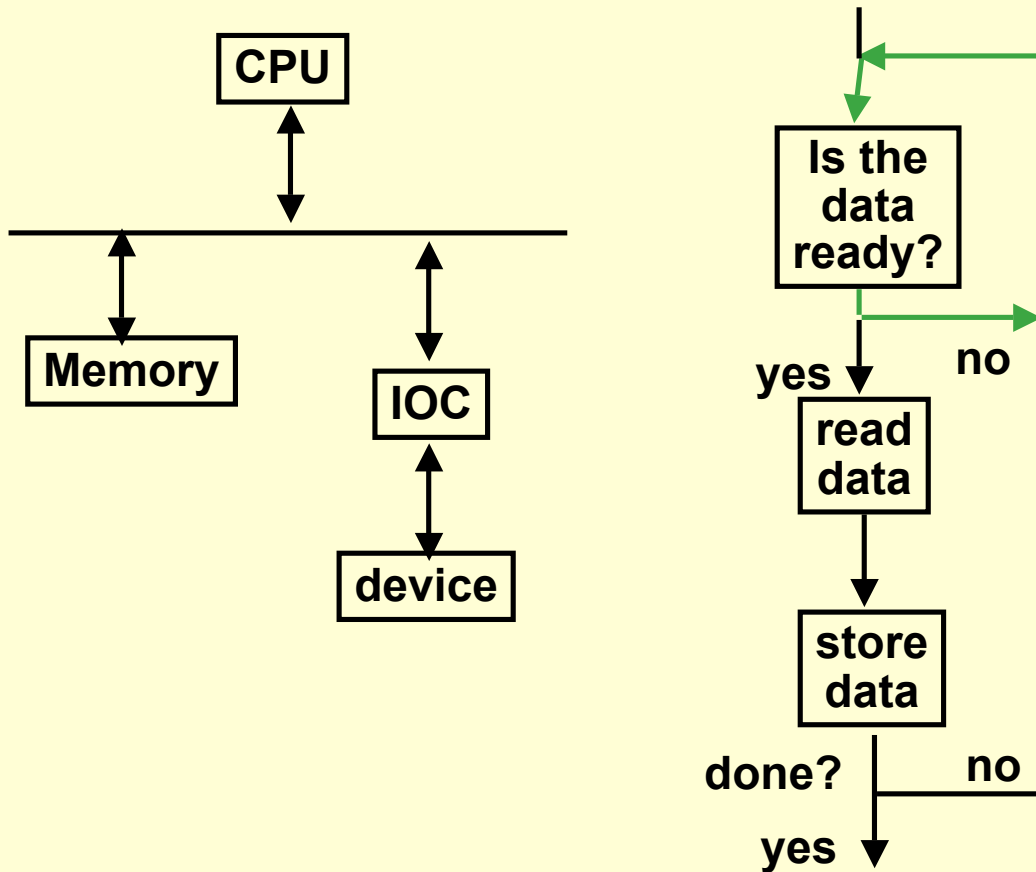 CPU
Memory
IOC
device
Is the
data
ready?
no
yes
read
data
store
data
done?
no
yes